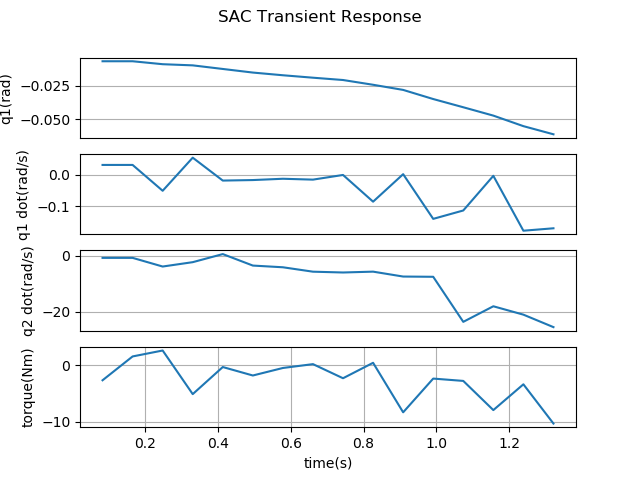 SAC Transient Response
q1(rad)
−0.025
−0.050
q1 dot(rad/s)
0.0
−0.1
q2 dot(rad/s)
0
−20
torque(Nm)
0
−10
0.2 0.4 0.6 0.8 1.0 1.2
time(s)